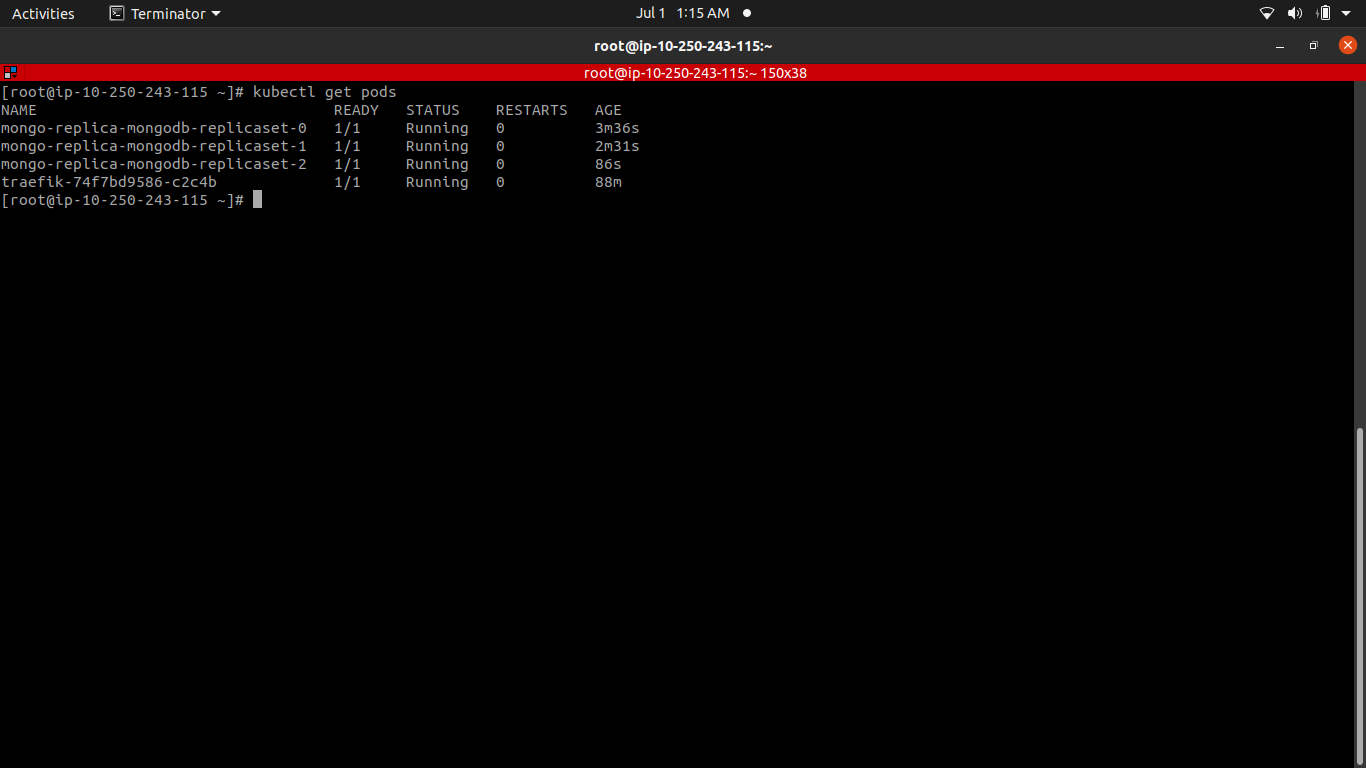 Activities Terminator Jul 1 1:15 AM
root@ip-10-250-243-115:~
root@ip-10-250-243-115:~ 150x38
[root@ip-10-250-243-115 ~]# kubectl get pods
NAME READY STATUS RESTARTS AGE
mongo-replica-mongodb-replicaset-0 1/1 Running 0 3m36s
mongo-replica-mongodb-replicaset-1 1/1 Running 0 2m31s
mongo-replica-mongodb-replicaset-2 1/1 Running 0 86s
traefik-74f7bd9586-c2c4b 1/1 Running 0 88m
[root@ip-10-250-243-115 ~]#